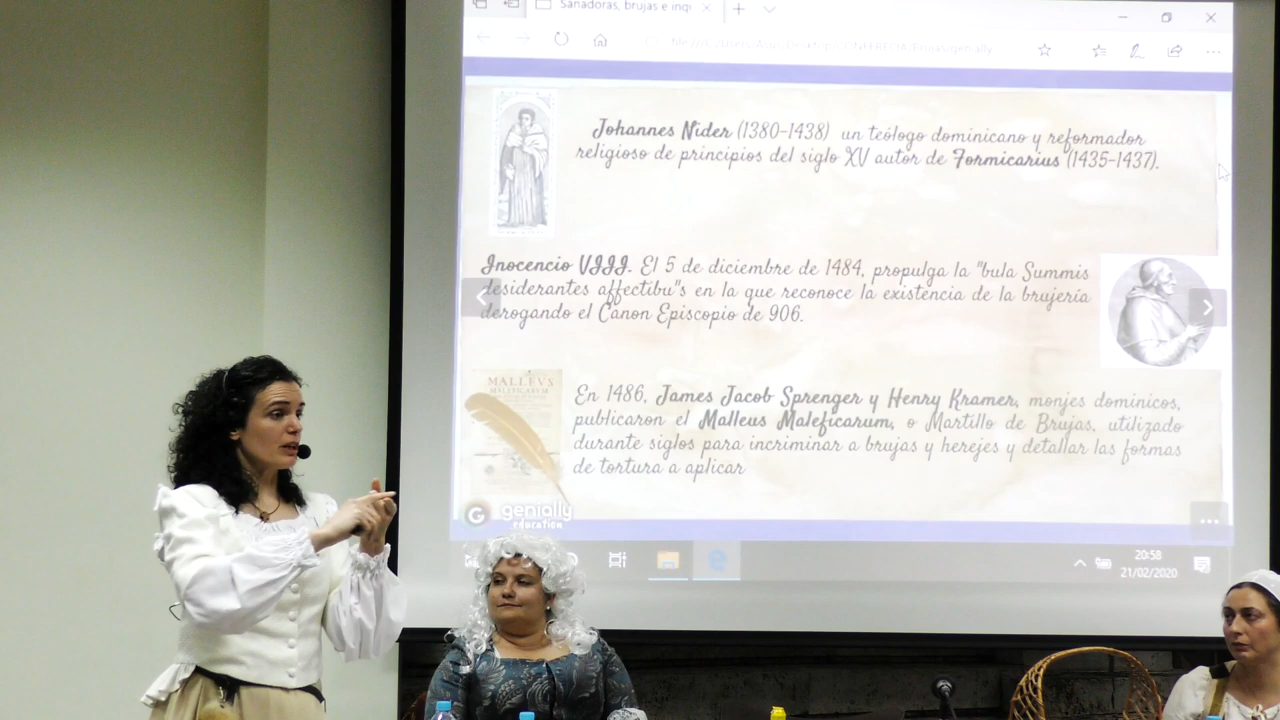 Sanadoras, brujas e inqi
Johannes Nider (1380-1438) un teólogo dominicano y reformador
religioso de principios del siglo XV autor de Formicarius (1435-1437).
Inocencio VIII. El 5 de diciembre de 1484, propulga la "bula Summis
desiderantes affectibu"s en la que reconoce la existencia de la brujería
derogando el Canon Episcopio de 906.
MALLEVS
MALEFICARVM
En 1486, James Jacob Sprenger y Henry Kramer, monjes domínicos,
publicaron el Malleus Maleficarum, o Martillo de Brujas, utilizado
durante siglos para incriminar a brujas y herejes y detallar las formas
de tortura a aplicar
G genially
education
20:58
21/02/2020